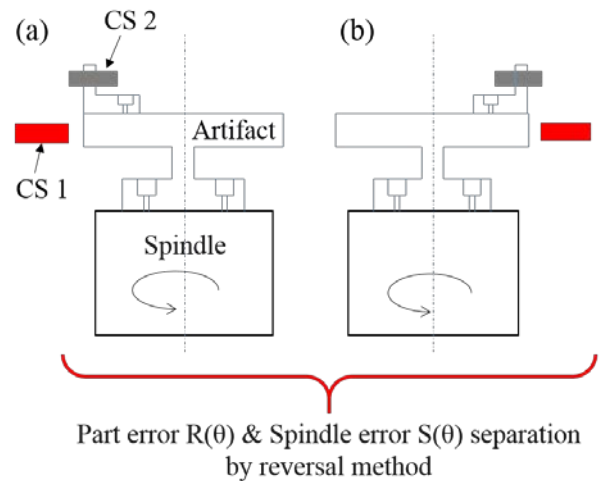 (a)
CS 2
(b)
Artifact
CS 1
Spindle
Part error R(θ) & Spindle error S(θ) separation
by reversal method